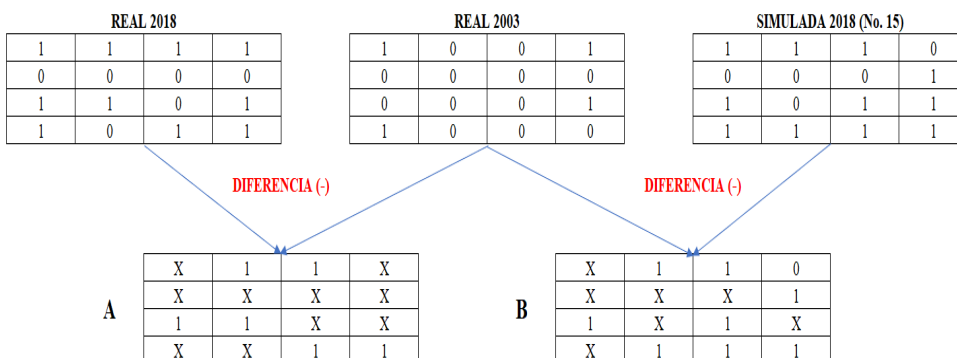 REAL 2018 REAL 2003 SIMULADA 2018 (No. 15)
1 1 1 1 1 0 0 1 1 1 1 0
0 0 0 0 0 0 0 0 0 0 0 1
1 1 0 1 0 0 0 1 1 0 1 1
1 0 1 1 1 0 0 0 1 1 1 1
DIFERENCIA (-) DIFERENCIA (-)
X 1 1 X X 1 1 0
X X X X X X X 1
A B
1 1 X X 1 X 1 X
X X 1 1 X 1 1 1